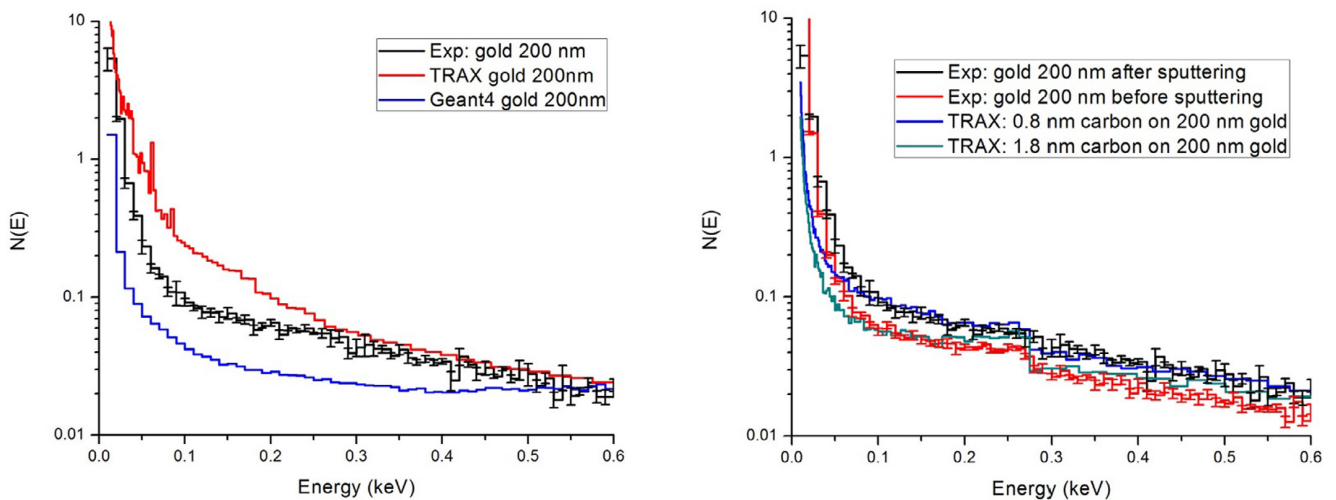 10
1
0.1
0.01
N(E)
0.0
0.1
0.2
0.3
0.4
0.5
0.6
Energy (keV)
Exp: gold 200 nm
TRAX gold 200nm
Geant4 gold 200nm
10
1
0.1
0.01
N(E)
0.0
0.1
0.2
0.3
0.4
0.5
0.6
Energy (keV)
Exp: gold 200 nm after sputtering
Exp: gold 200 nm before sputtering
TRAX: 0.8 nm carbon on 200 nm gold
TRAX: 1.8 nm carbon on 200 nm gold